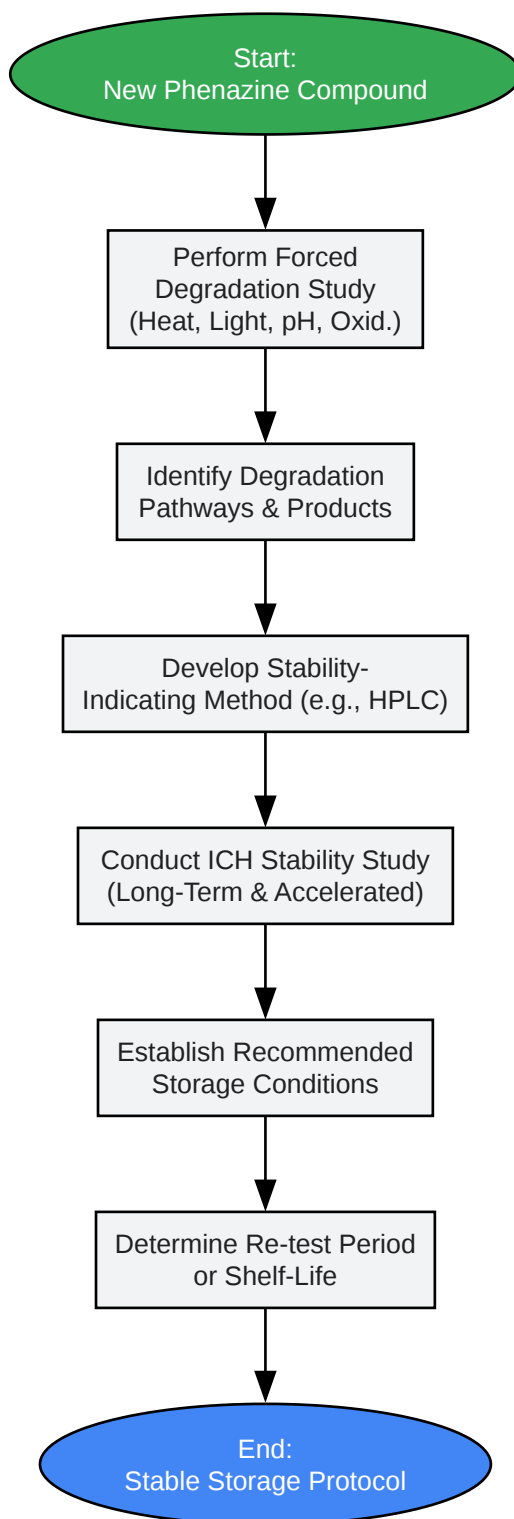 Start:
New Phenazine Compound
Perform Forced
Degradation Study
(Heat, Light, pH, Oxid.)
Identify Degradation
Pathways & Products
Develop Stability-
Indicating Method (e.g., HPLC)
Conduct ICH Stability Study
(Long-Term & Accelerated)
Establish Recommended
Storage Conditions
Determine Re-test Period
or Shelf-Life
End:
Stable Storage Protocol